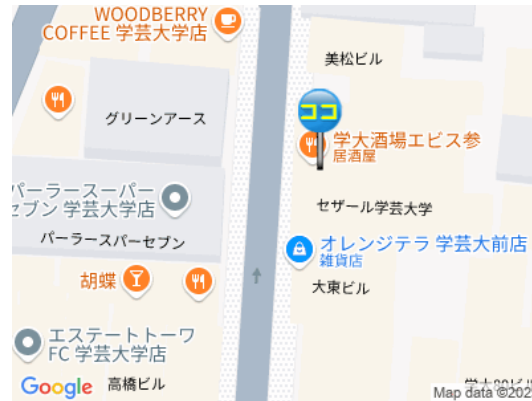 WOODBERRY
COFFEE 学芸大学店
美松ビル
グリーンアース
ココ
学大酒場エビス参
居酒屋
パーラースーパー
セブン 学芸大学店
セザール学芸大学
パーラースパーセブン
オレンジテラ 学芸大前店
雑貨店
胡蝶
大東ビル
エステートトーワ
FC 学芸大学店
Google
高橋ビル
Map data ©202